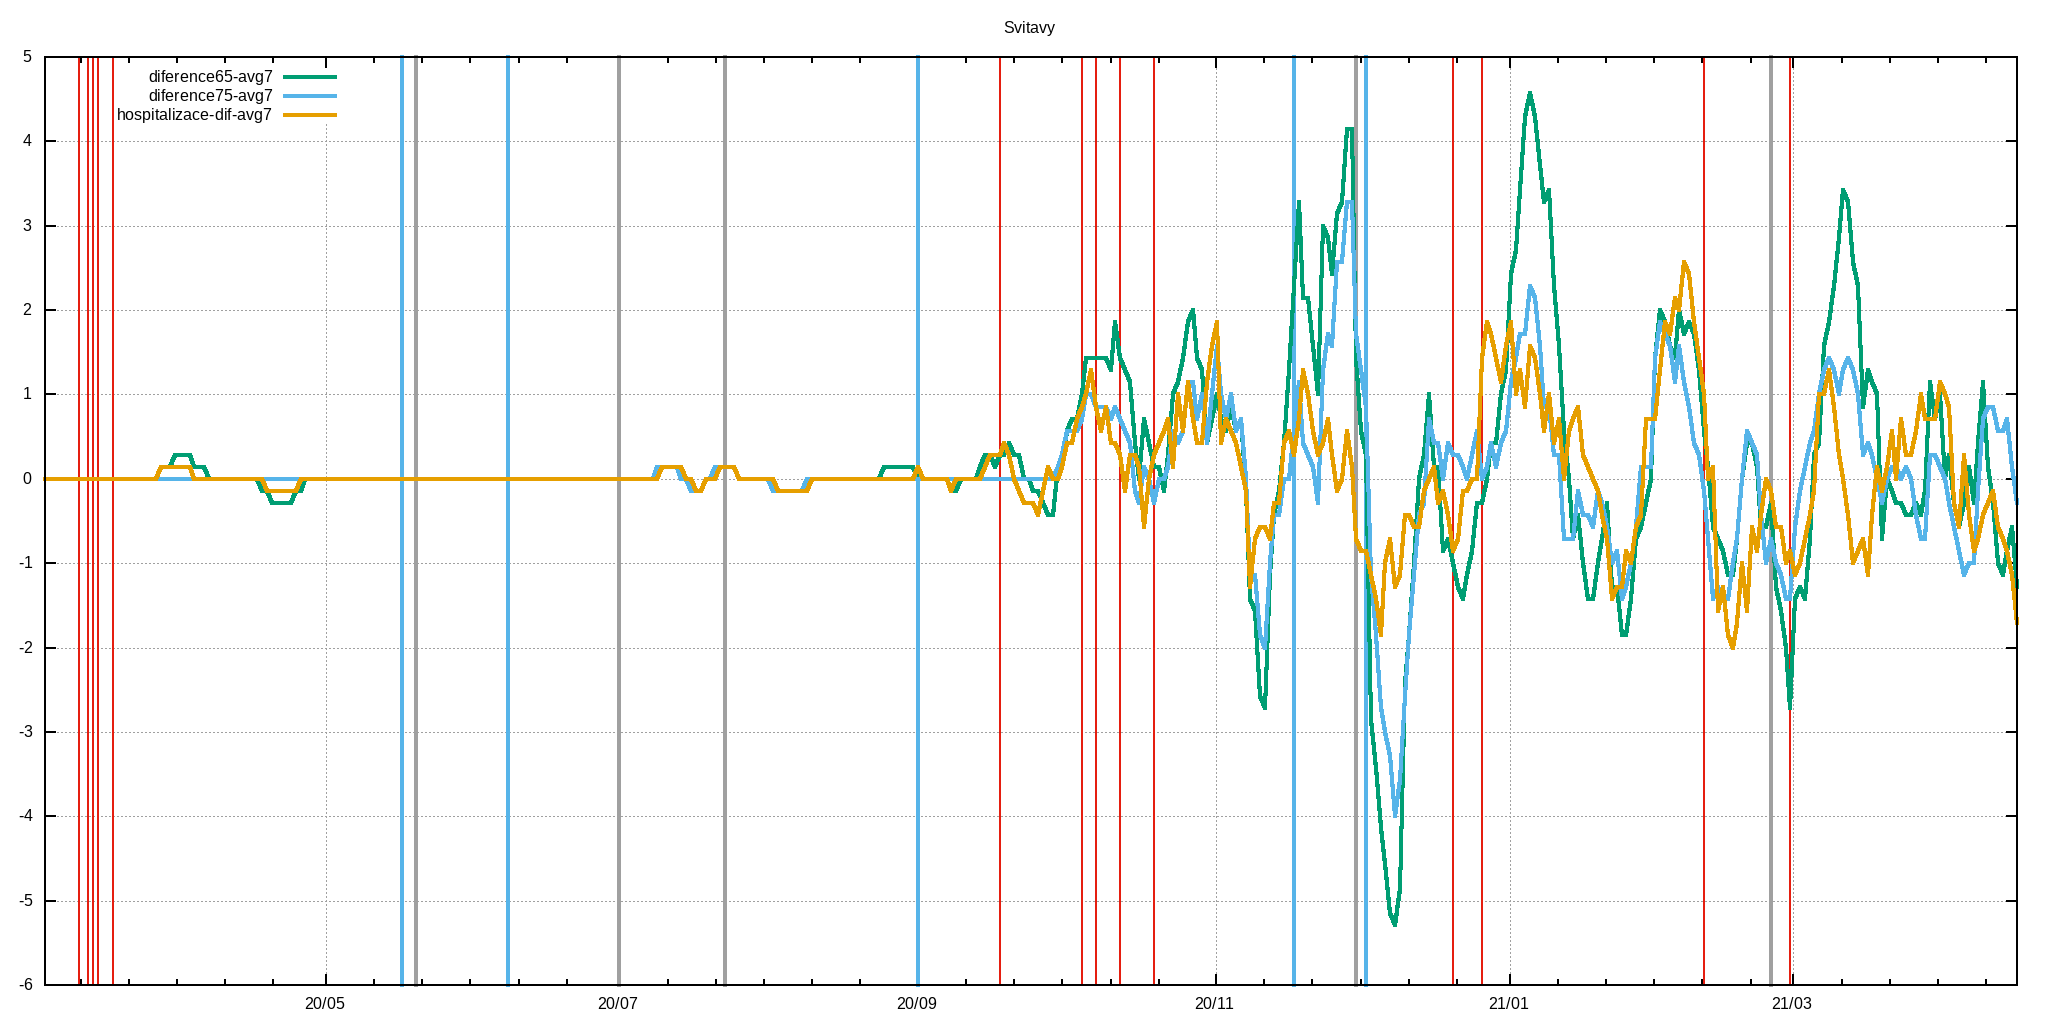 Svitavy
diference65-avg7
diference75-avg7
hospitalizace-dif-avg7
5
4
3
2
1
0
-1
-2
-3
-4
-5
-6
20/05 20/07 20/09 20/11 21/01 21/03